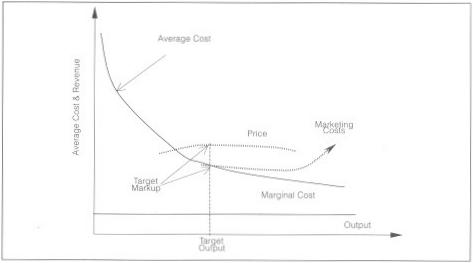 Average Cost
Average Cost & Revenue
Marketing
Costs
Price
Target
Markup
Marginal Cost
Output
Target
Output